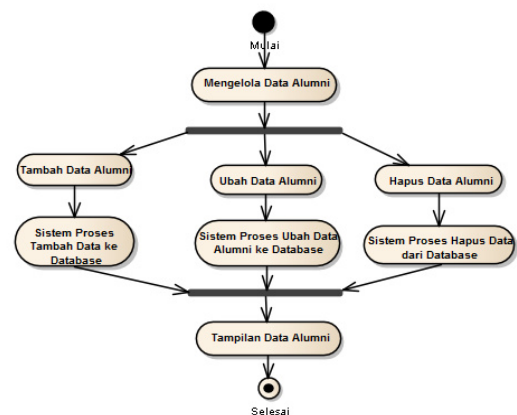 Mulai
Mengelola Data Alumni
Tambah Data Alumni
Ubah Data Alumni
Hapus Data Alumni
Sistem Proses
Tambah Data ke
Database
Sistem Proses Ubah Data
Alumni ke Database
Sistem Proses Hapus Data
dari Database
Tampilan Data Alumni
Selesai